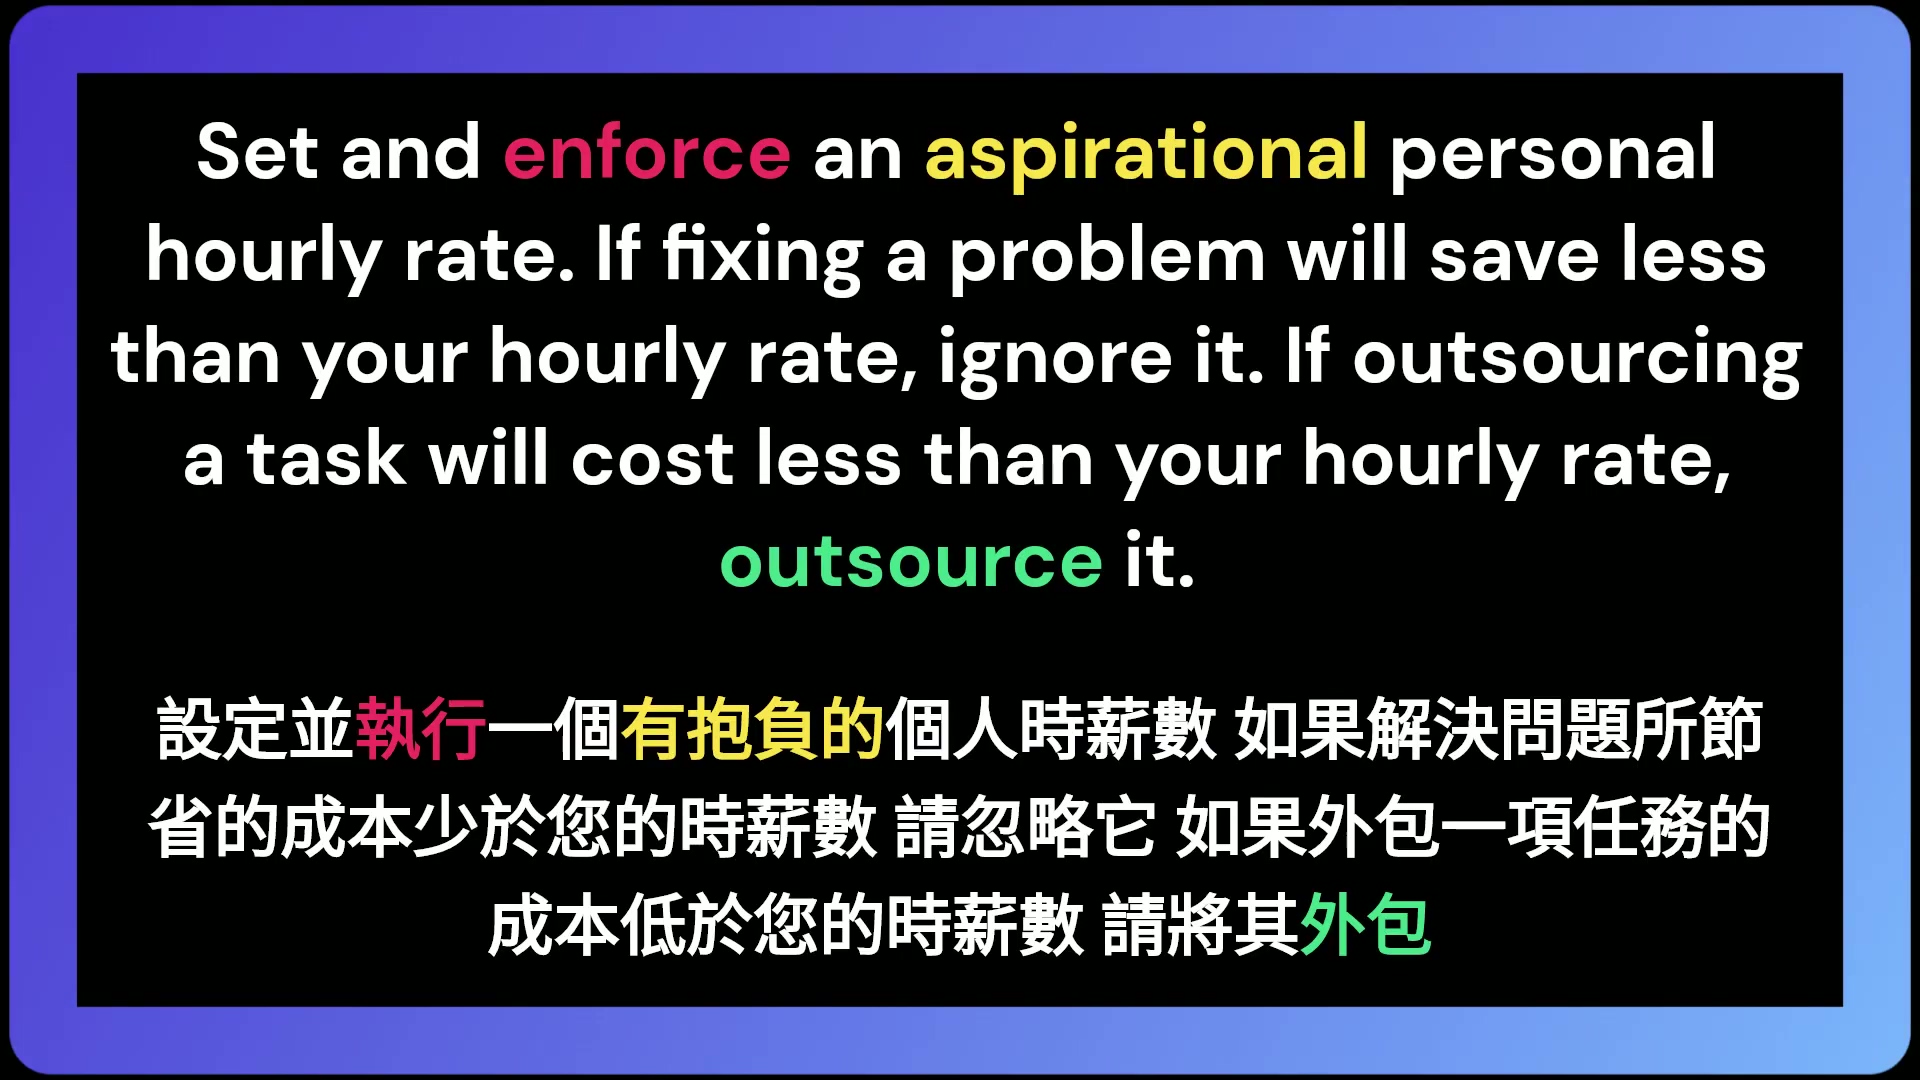 Set and enforce an aspirational personal
hourly rate. If fixing a problem will save less
than your hourly rate, ignore it. If outsourcing
a task will cost less than your hourly rate,
outsource it.
設定並執行一個有抱負的個人時薪數 如果解決問題所節
省的成本少於您的時薪數 請忽略它 如果外包一項任務的
成本低於您的時薪數 請將其外包